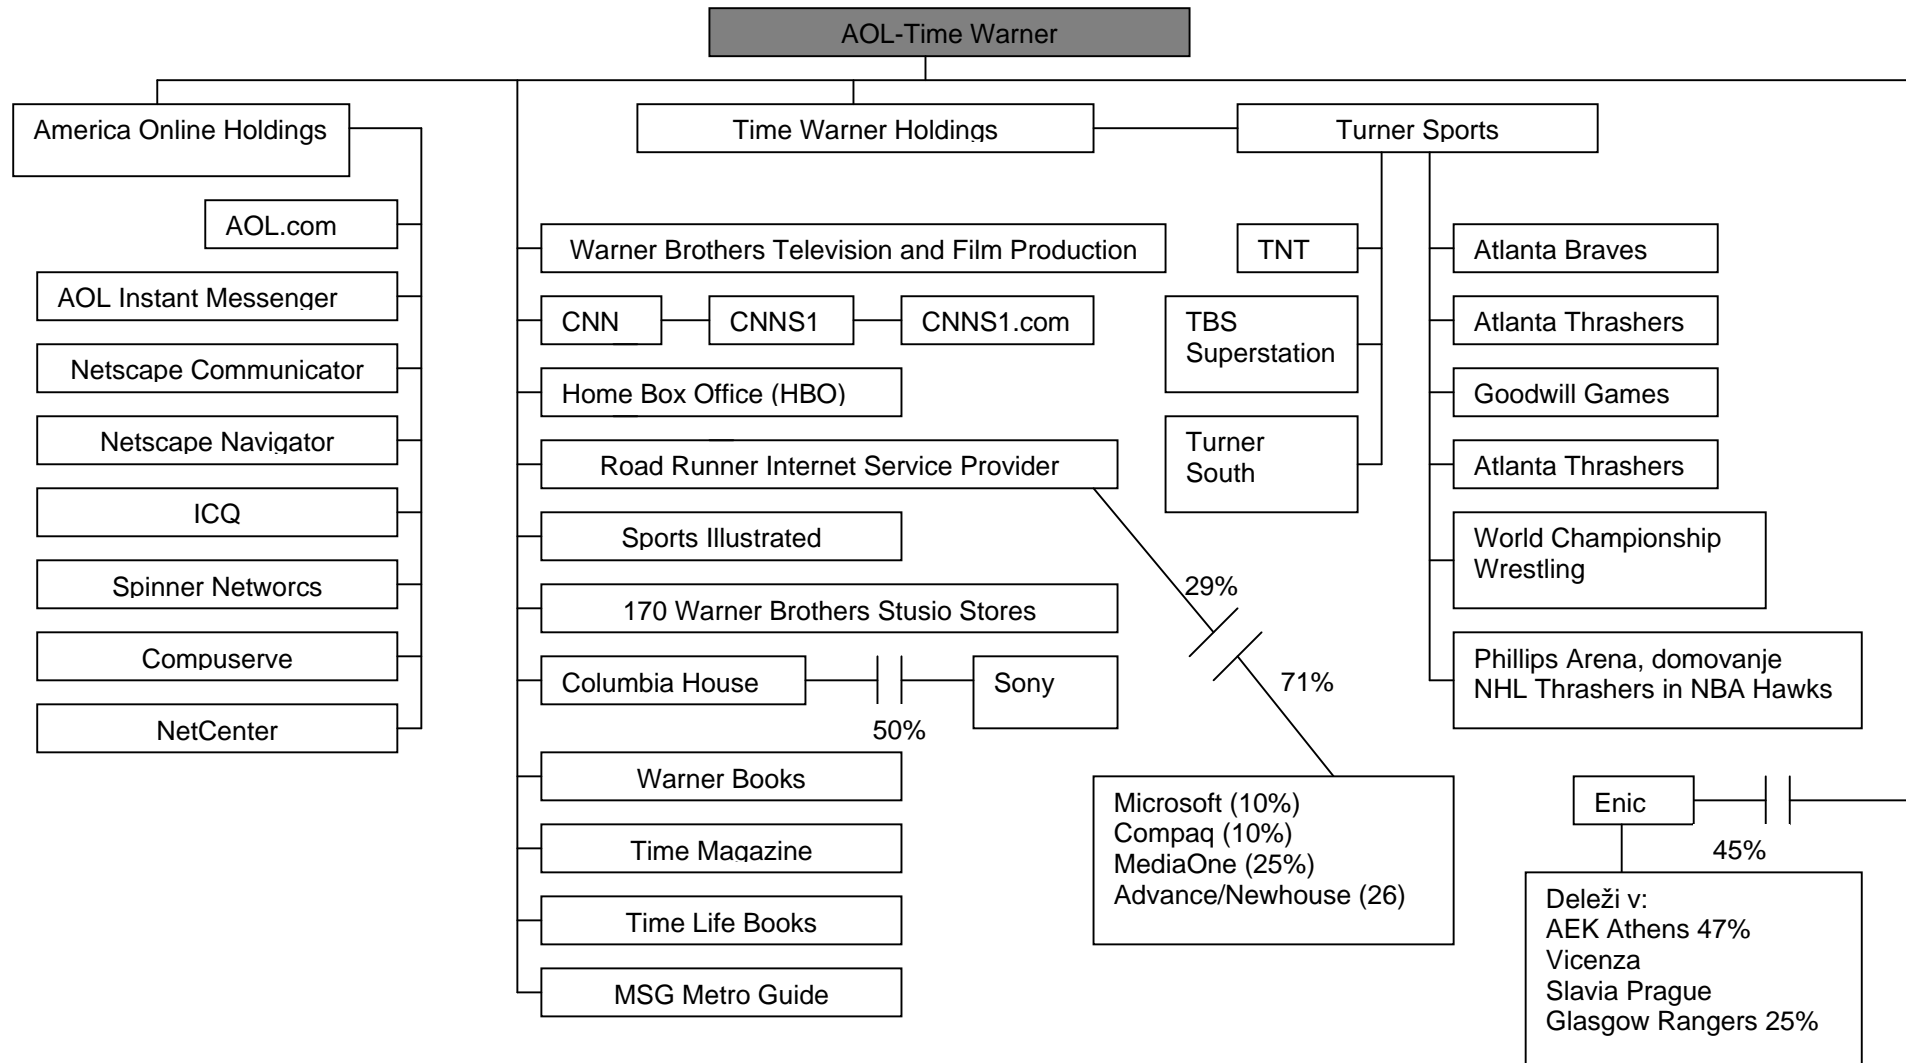 AOL-Time Warner
America Online Holdings
Time Warner Holdings
Turner Sports
AOL.com
AOL Instant Messenger
Netscape Communicator
Netscape Navigator
ICQ
Spinner Networcs
Compuserve
NetCenter
Warner Brothers Television and Film Production
CNN
CNNS1
CNNS1.com
Home Box Office (HBO)
Road Runner Internet Service Provider
Sports Illustrated
170 Warner Brothers Stusio Stores
Columbia House
50%
Sony
Warner Books
Time Magazine
Time Life Books
MSG Metro Guide
29%
71%
Microsoft (10%)
Compaq (10%)
MediaOne (25%)
Advance/Newhouse (26)
TNT
TBS
Superstation
Turner
South
Atlanta Braves
Atlanta Thrashers
Goodwill Games
Atlanta Thrashers
World Championship
Wrestling
Phillips Arena, domovanje
NHL Thrashers in NBA Hawks
Enic
45%
Deleži v:
AEK Athens 47%
Vicenza
Slavia Prague
Glasgow Rangers 25%